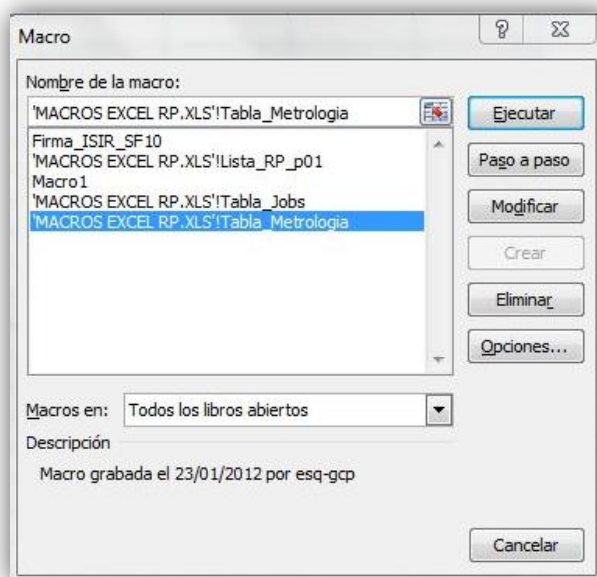 Macro
Nombre de la macro:
'MACROS EXCEL RP.XLS'!Tabla_Metrologia
Ejecutar
Firma_ISIR_SF10
'MACROS EXCEL RP.XLS'!Lista_RP_p01
Macro1
'MACROS EXCEL RP.XLS'!Tabla_Jobs
'MACROS EXCEL RP.XLS'!Tabla_Metrologia
Paso a paso
Modificar
Crear
Eliminar
Opciones...
Macros en: Todos los libros abiertos
Descripción
Macro grabada el 23/01/2012 por esq-gcp
Cancelar